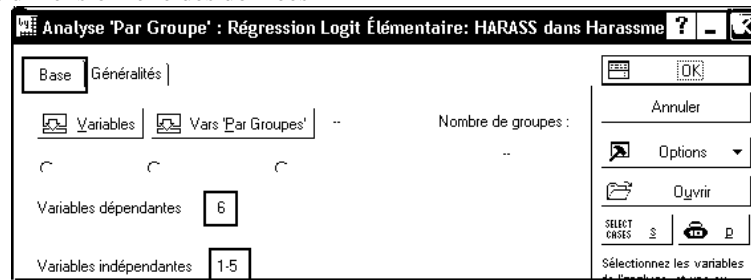 Analyse 'Par Groupe' : Régression Logit Élémentaire: HARASS dans Harassme
Base Généralités
OK
Variables Vars 'Par Groupes' -- Nombre de groupes :
--
Annuler
Options
Ouvrir
Variables dépendantes 6
SELECT CASES S D
Variables indépendantes 1-5
Sélectionnez les variables